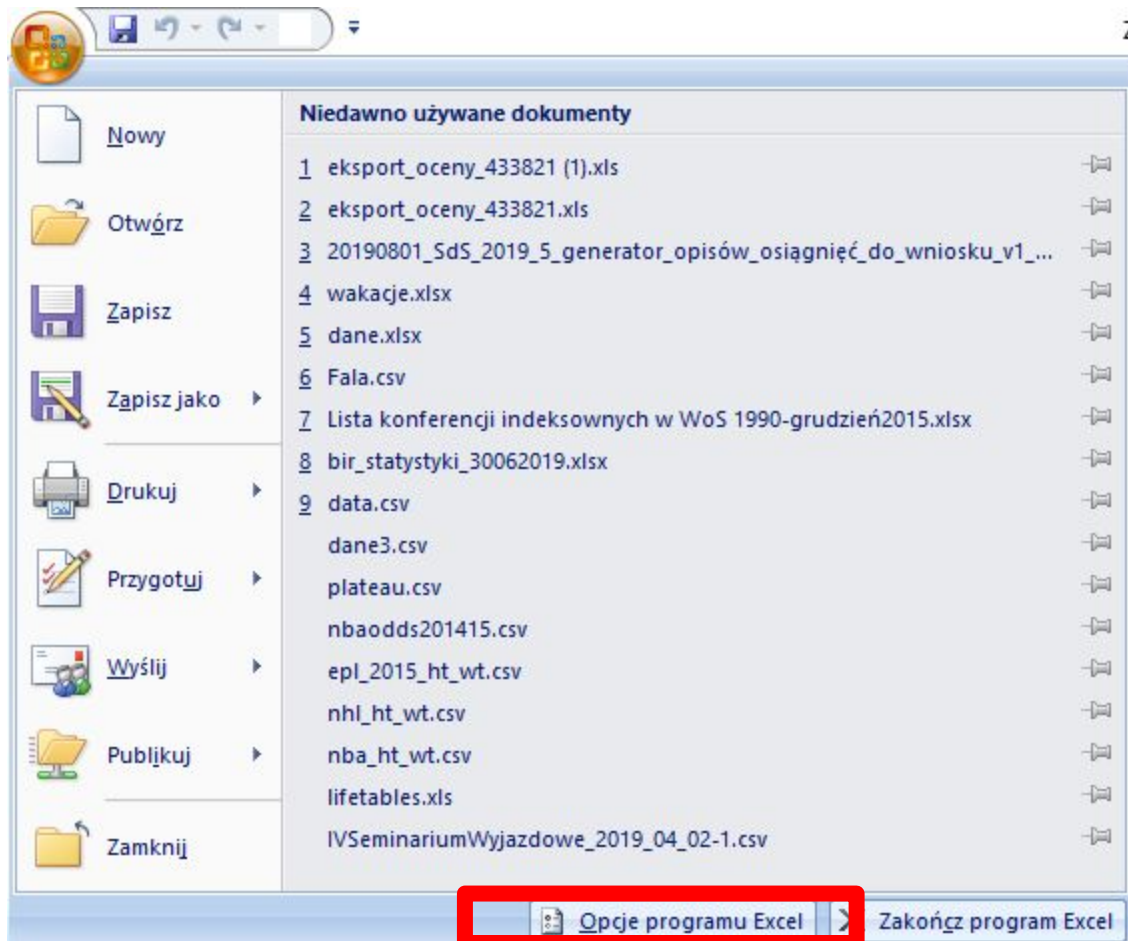 Nowy
Otwórz
Zapisz
Zapisz jako
Drukuj
Przygotuj
Wyślij
Publikuj
Zamknij
Niedawno używane dokumenty
1 eksport_oceny_433821 (1).xls
2 eksport_oceny_433821.xls
3 20190801_SdS_2019_5_generator_opisów_osiągnięć_do_wniosku_v1_...
4 wakacje.xlsx
5 dane.xlsx
6 Fala.csv
7 Lista konferencji indeksownych w WoS 1990-grudzień2015.xlsx
8 bir_statystyki_30062019.xlsx
9 data.csv
dane3.csv
plateau.csv
nbaodds201415.csv
epl_2015_ht_wt.csv
nhl_ht_wt.csv
nba_ht_wt.csv
lifetables.xls
IVSeminariumWyjazdowe_2019_04_02-1.csv
Opcje programu Excel
Zakończ program Excel